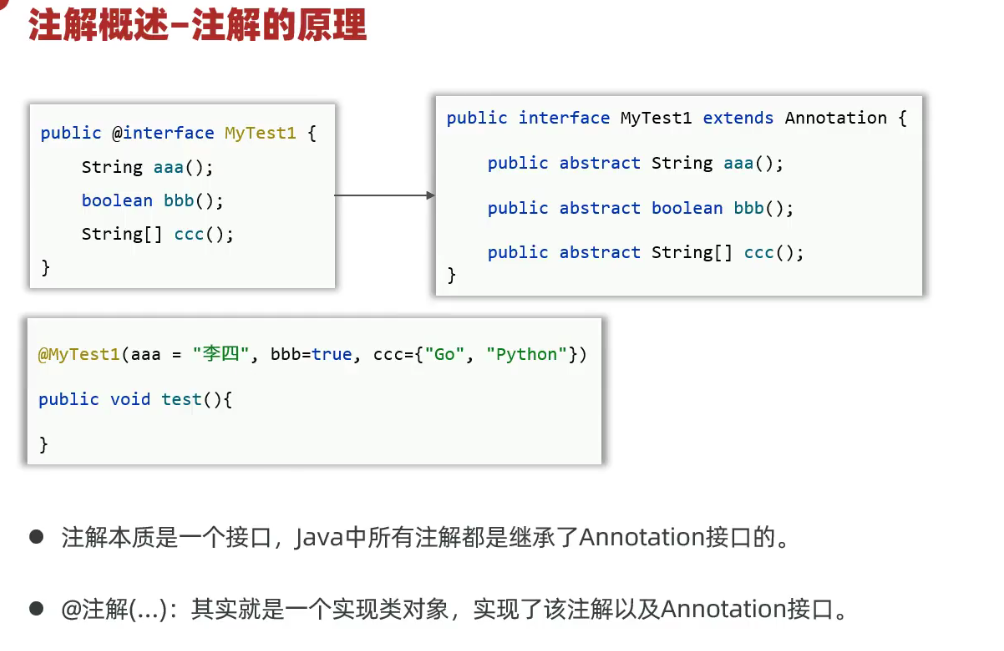 注解概述-注解的原理
public @interface MyTest1 {
    String aaa();
    boolean bbb();
    String[] ccc();
}
public interface MyTest1 extends Annotation {
    public abstract String aaa();
    public abstract boolean bbb();
    public abstract String[] ccc();
}
@MyTest1(aaa = "李四", bbb=true, ccc={"Go", "Python"})
public void test(){
}
● 注解本质是一个接口，Java中所有注解都是继承了Annotation接口的。
● @注解(...)：其实就是一个实现类对象，实现了该注解以及Annotation接口。